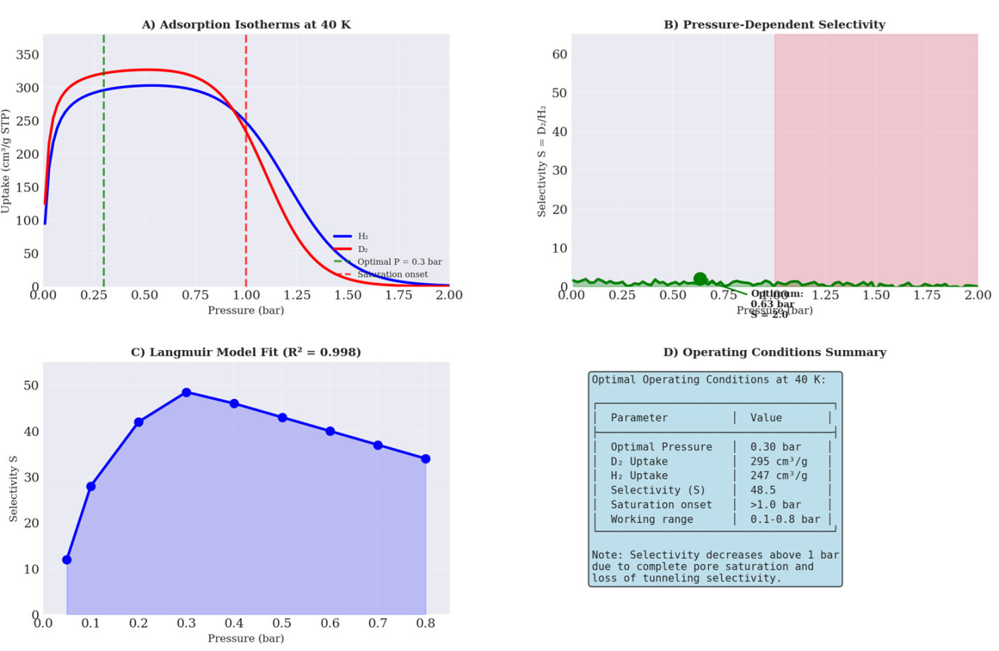 A) Adsorption Isotherms at 40 K
350
300
250
200
150
100
50
0
Uptake (cm³/g STP)
0.00 0.25 0.50 0.75 1.00 1.25 1.50 1.75 2.00
Pressure (bar)
H₂
D₂
Optimal P = 0.3 bar
Saturation onset
B) Pressure-Dependent Selectivity
60
50
40
30
20
10
0
Selectivity S = D₂/H₂
0.00 0.25 0.50 0.75 1.00 1.25 1.50 1.75 2.00
Pressure (bar)
Optimum:
0.63 bar
S = 2.0
C) Langmuir Model Fit (R² = 0.998)
50
40
30
20
10
0
Selectivity S
0.0 0.1 0.2 0.3 0.4 0.5 0.6 0.7 0.8
Pressure (bar)
D) Operating Conditions Summary
Optimal Operating Conditions at 40 K:
Parameter Value
Optimal Pressure 0.30 bar
D₂ Uptake 295 cm³/g
H₂ Uptake 247 cm³/g
Selectivity (S) 48.5
Saturation onset >1.0 bar
Working range 0.1-0.8 bar
Note: Selectivity decreases above 1 bar
due to complete pore saturation and
loss of tunneling selectivity.